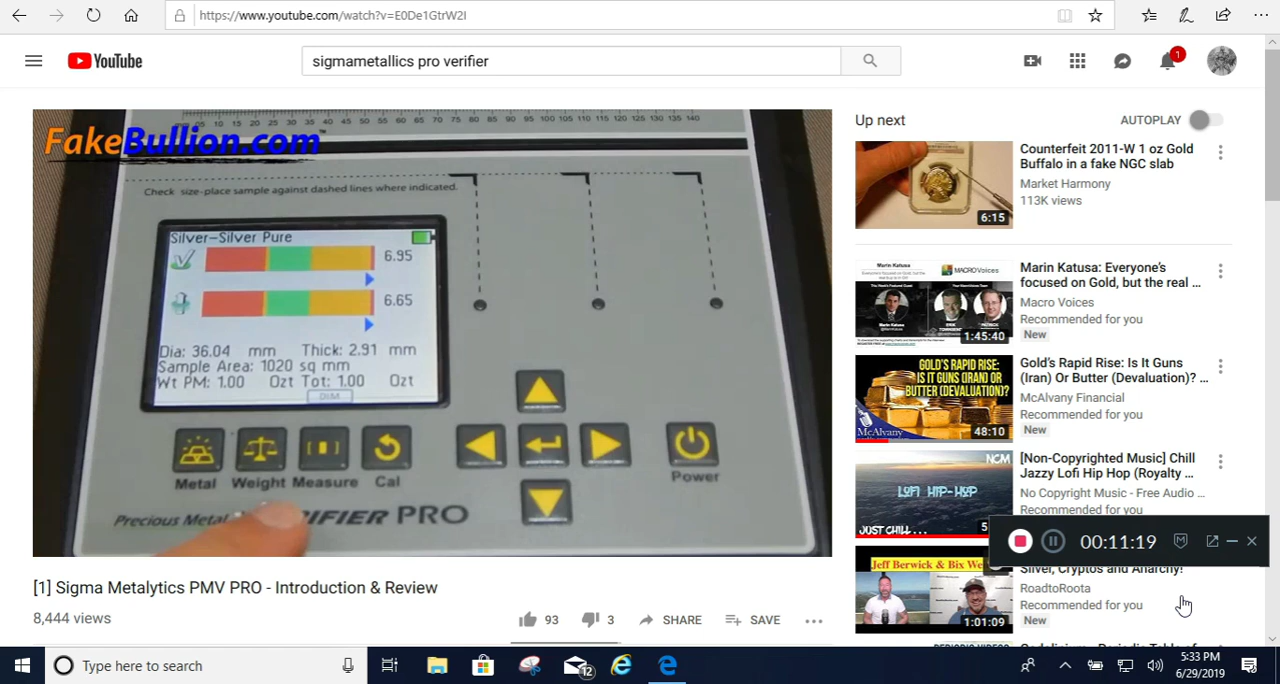 https://www.youtube.com/watch?v=E0De1GtrW2I
YouTube
sigmametallics pro verifier
1
FakeBullion.com
Check size-place sample against dashed lines where indicated.
Silver-Silver Pure
6.95
6.65
Dia: 36.04 mm Thick: 2.91 mm
Sample Area: 1020 sq mm
Wt PM: 1.00 Ozt Tot: 1.00 Ozt
DIM
Metal Weight Measure Cal
Power
Precious Metal
PRO
[1] Sigma Metalytics PMV PRO - Introduction & Review
8,444 views
93
3
SHARE
SAVE
Up next
AUTOPLAY
6:15
Counterfeit 2011-W 1 oz Gold
Buffalo in a fake NGC slab
Market Harmony
113K views
Marin Katusa
MACROVoices
1:45:40
Marin Katusa: Everyone's
focused on Gold, but the real ...
Macro Voices
Recommended for you
New
GOLD'S RAPID RISE:
IS IT GUNS (IRAN) OR
BUTTER (DEVALUATION)?
McAlvany
48:10
Gold's Rapid Rise: Is It Guns
(Iran) Or Butter (Devaluation)? ...
McAlvany Financial
Recommended for you
New
NCM
LOFI HIP-HOP
JUST CHILL...
[Non-Copyrighted Music] Chill
Jazzy Lofi Hip Hop (Royalty ...
No Copyright Music - Free Audio ...
Recommended for you
00:11:19
Jeff Berwick & Bix We
1:01:09
Silver, Cryptos and Anarchy!
RoadtoRoota
Recommended for you
New
Type here to search
12
5:33 PM
6/29/2019